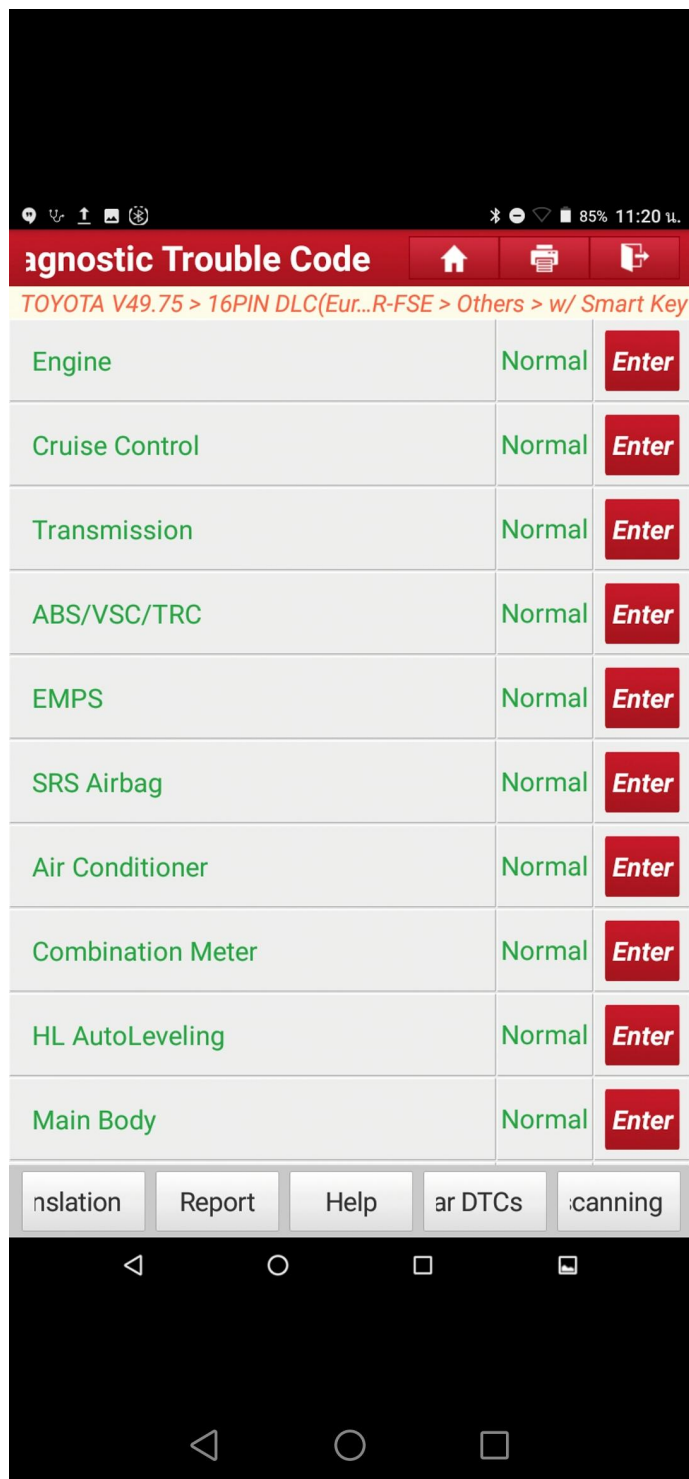 85% 11:20 น.
agnostic Trouble Code
TOYOTA V49.75 > 16PIN DLC(Eur...R-FSE > Others > w/ Smart Key
Engine Normal Enter
Cruise Control Normal Enter
Transmission Normal Enter
ABS/VSC/TRC Normal Enter
EMPS Normal Enter
SRS Airbag Normal Enter
Air Conditioner Normal Enter
Combination Meter Normal Enter
HL AutoLeveling Normal Enter
Main Body Normal Enter
nslation Report Help ar DTCs canning